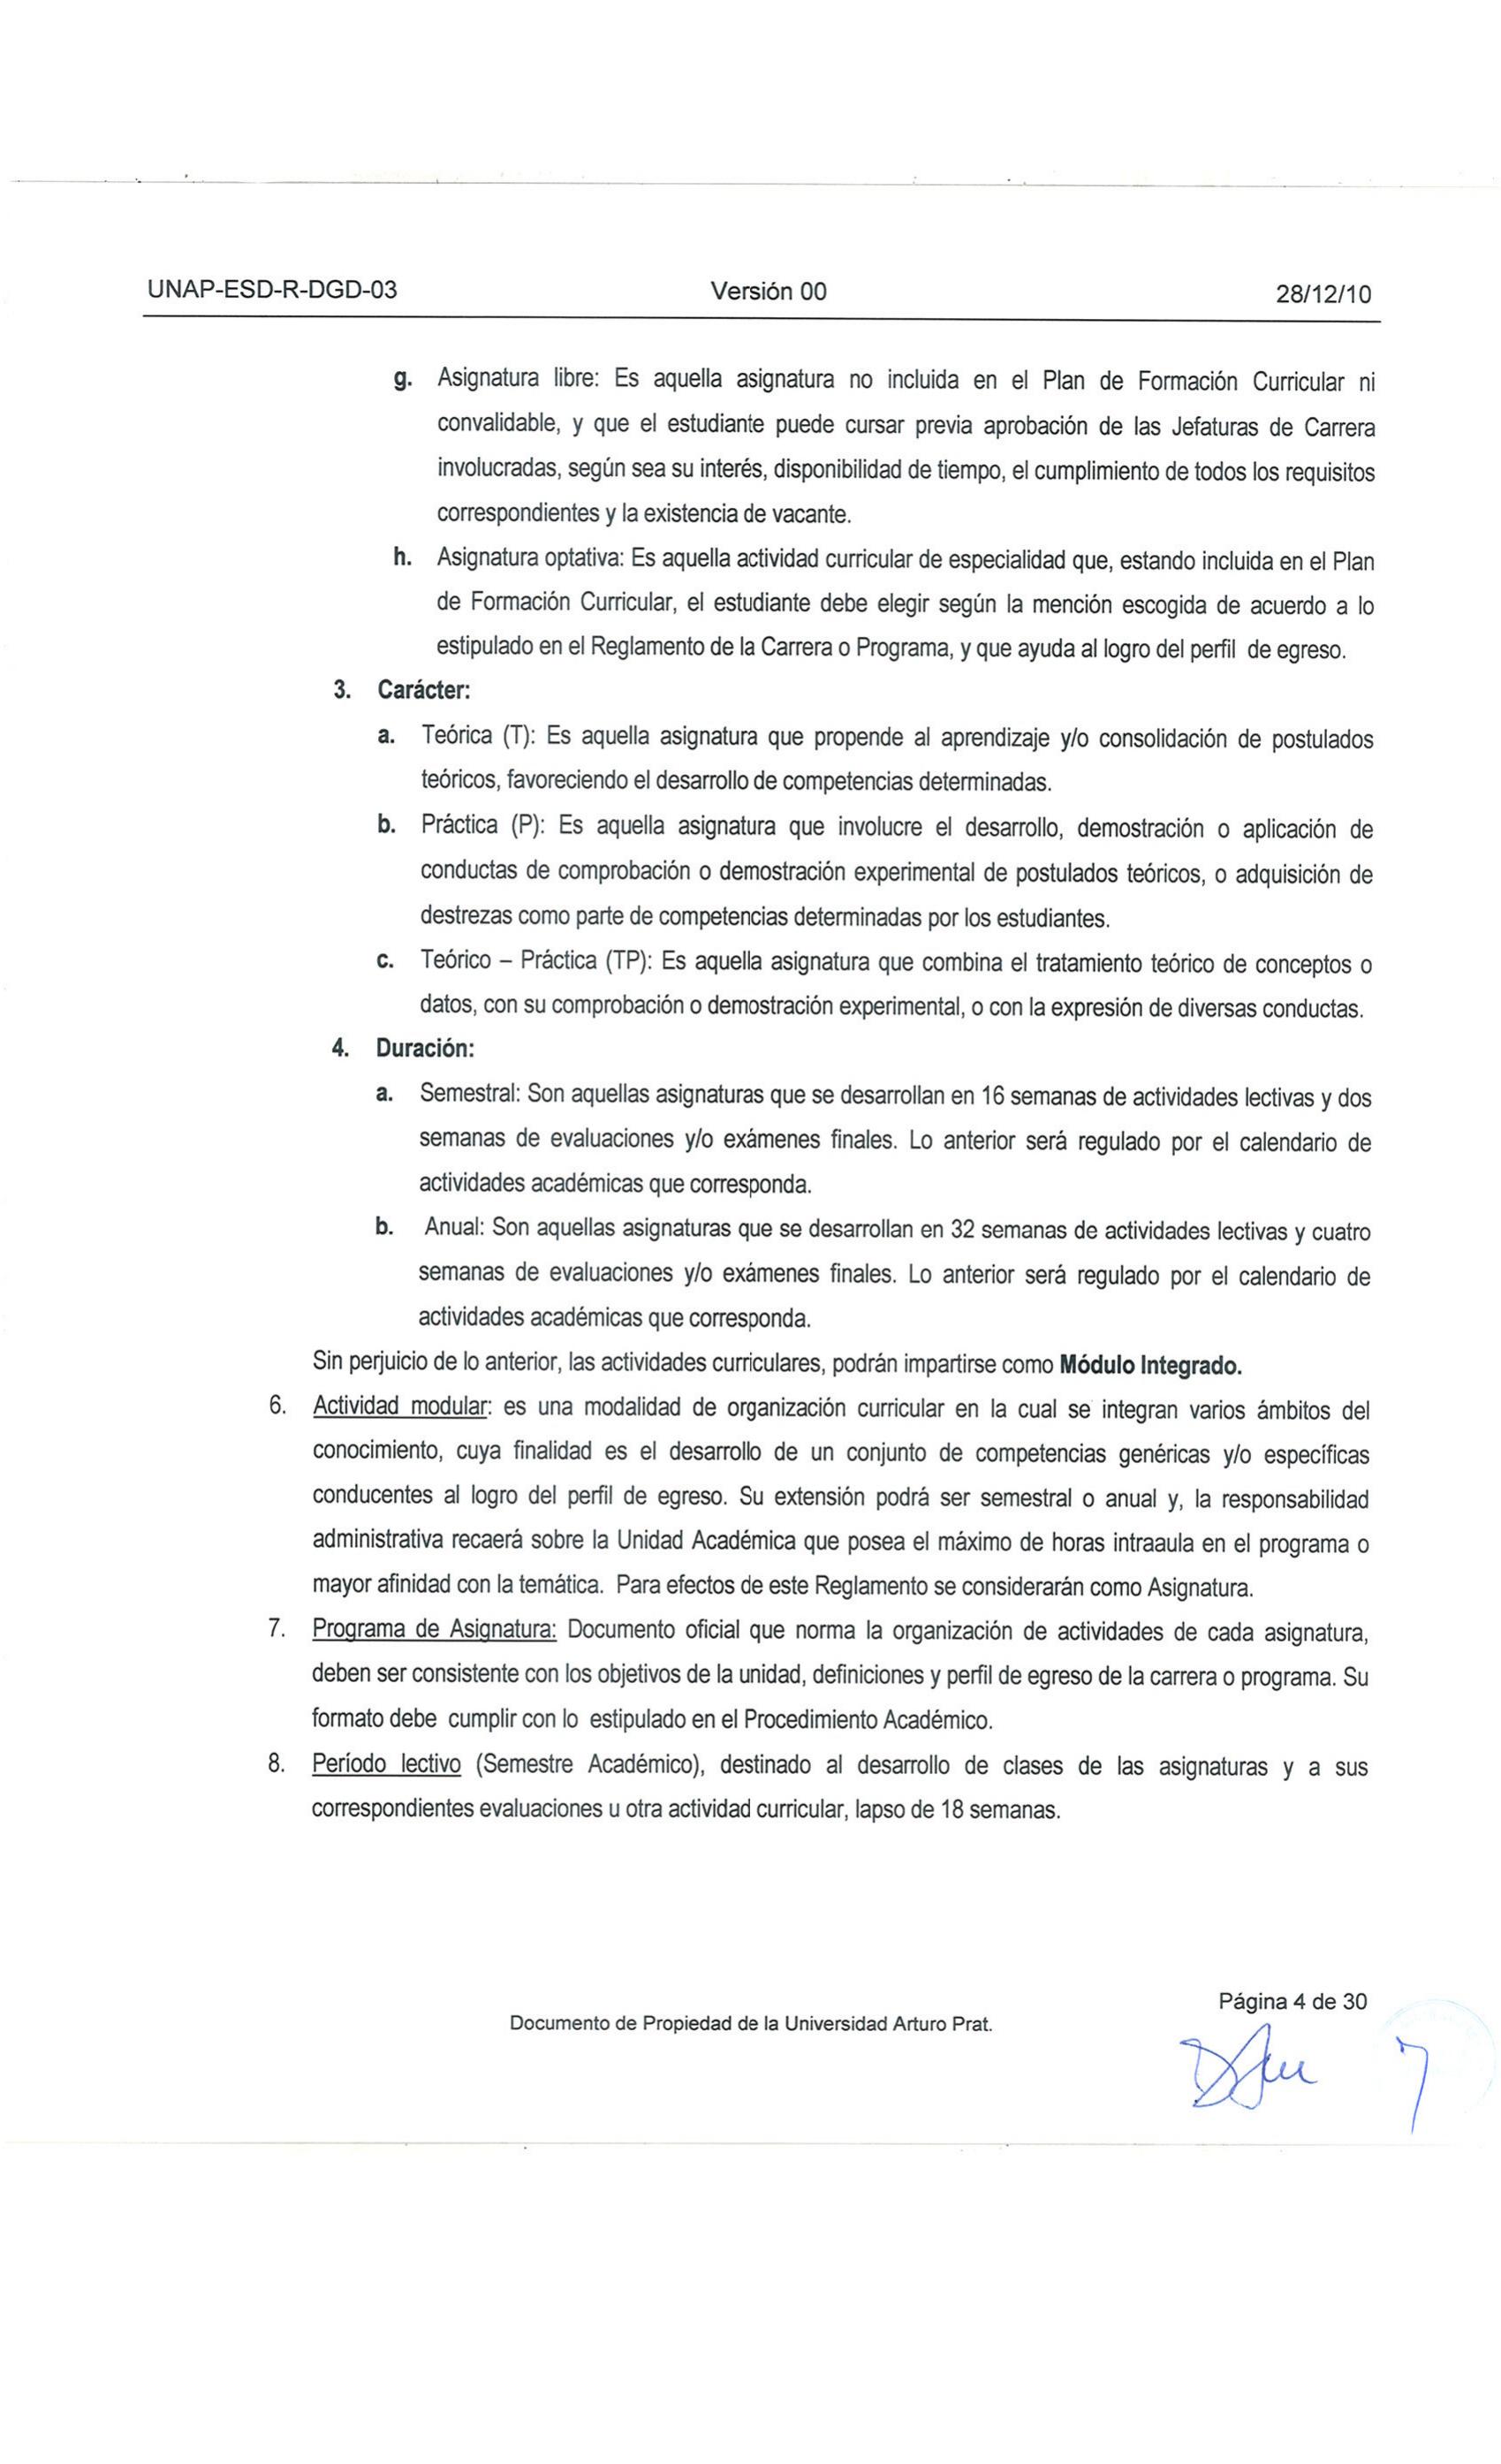 UNAP-ESD-R-DGD-03 Versión 00 28/12/10
g. Asignatura libre: Es aquella asignatura no incluida en el Plan de Formación Curricular ni
convalidable, y que el estudiante puede cursar previa aprobación de las Jefaturas de Carrera
involucradas, según sea su interés, disponibilidad de tiempo, el cumplimiento de todos los requisitos
correspondientes y la existencia de vacante.
h. Asignatura optativa: Es aquella actividad curricular de especialidad que, estando incluida en el Plan
de Formación Curricular, el estudiante debe elegir según la mención escogida de acuerdo a lo
estipulado en el Reglamento de la Carrera o Programa, y que ayuda al logro del perfil de egreso.
3. Carácter:
a. Teórica (T): Es aquella asignatura que propende al aprendizaje y/o consolidación de postulados
teóricos, favoreciendo el desarrollo de competencias determinadas.
b. Práctica (P): Es aquella asignatura que involucre el desarrollo, demostración o aplicación de
conductas de comprobación o demostración experimental de postulados teóricos, o adquisición de
destrezas como parte de competencias determinadas por los estudiantes.
c. Teórico – Práctica (TP): Es aquella asignatura que combina el tratamiento teórico de conceptos o
datos, con su comprobación o demostración experimental, o con la expresión de diversas conductas.
4. Duración:
a. Semestral: Son aquellas asignaturas que se desarrollan en 16 semanas de actividades lectivas y dos
semanas de evaluaciones y/o exámenes finales. Lo anterior será regulado por el calendario de
actividades académicas que corresponda.
b. Anual: Son aquellas asignaturas que se desarrollan en 32 semanas de actividades lectivas y cuatro
semanas de evaluaciones y/o exámenes finales. Lo anterior será regulado por el calendario de
actividades académicas que corresponda.
Sin perjuicio de lo anterior, las actividades curriculares, podrán impartirse como Módulo Integrado.
6. Actividad modular: es una modalidad de organización curricular en la cual se integran varios ámbitos del
conocimiento, cuya finalidad es el desarrollo de un conjunto de competencias genéricas y/o específicas
conducentes al logro del perfil de egreso. Su extensión podrá ser semestral o anual y, la responsabilidad
administrativa recaerá sobre la Unidad Académica que posea el máximo de horas intraaula en el programa o
mayor afinidad con la temática. Para efectos de este Reglamento se considerarán como Asignatura.
7. Programa de Asignatura: Documento oficial que norma la organización de actividades de cada asignatura,
deben ser consistente con los objetivos de la unidad, definiciones y perfil de egreso de la carrera o programa. Su
formato debe cumplir con lo estipulado en el Procedimiento Académico.
8. Período lectivo (Semestre Académico), destinado al desarrollo de clases de las asignaturas y a sus
correspondientes evaluaciones u otra actividad curricular, lapso de 18 semanas.
Página 4 de 30
Documento de Propiedad de la Universidad Arturo Prat.